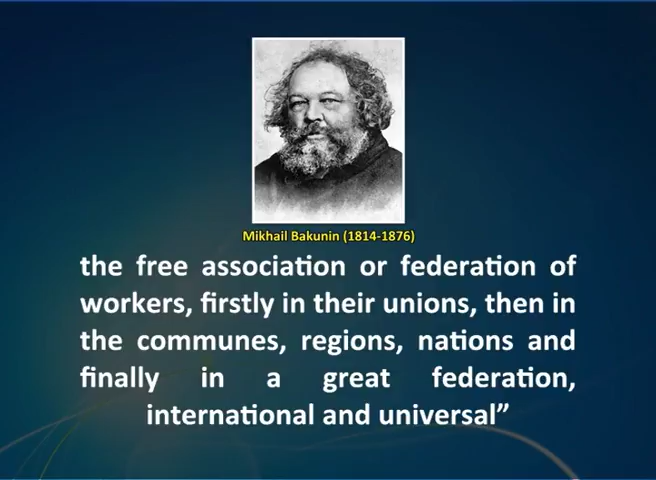 Mikhail Bakunin (1814-1876)
the free association or federation of
workers, firstly in their unions, then in
the communes, regions, nations and
finally in a great federation,
international and universal”